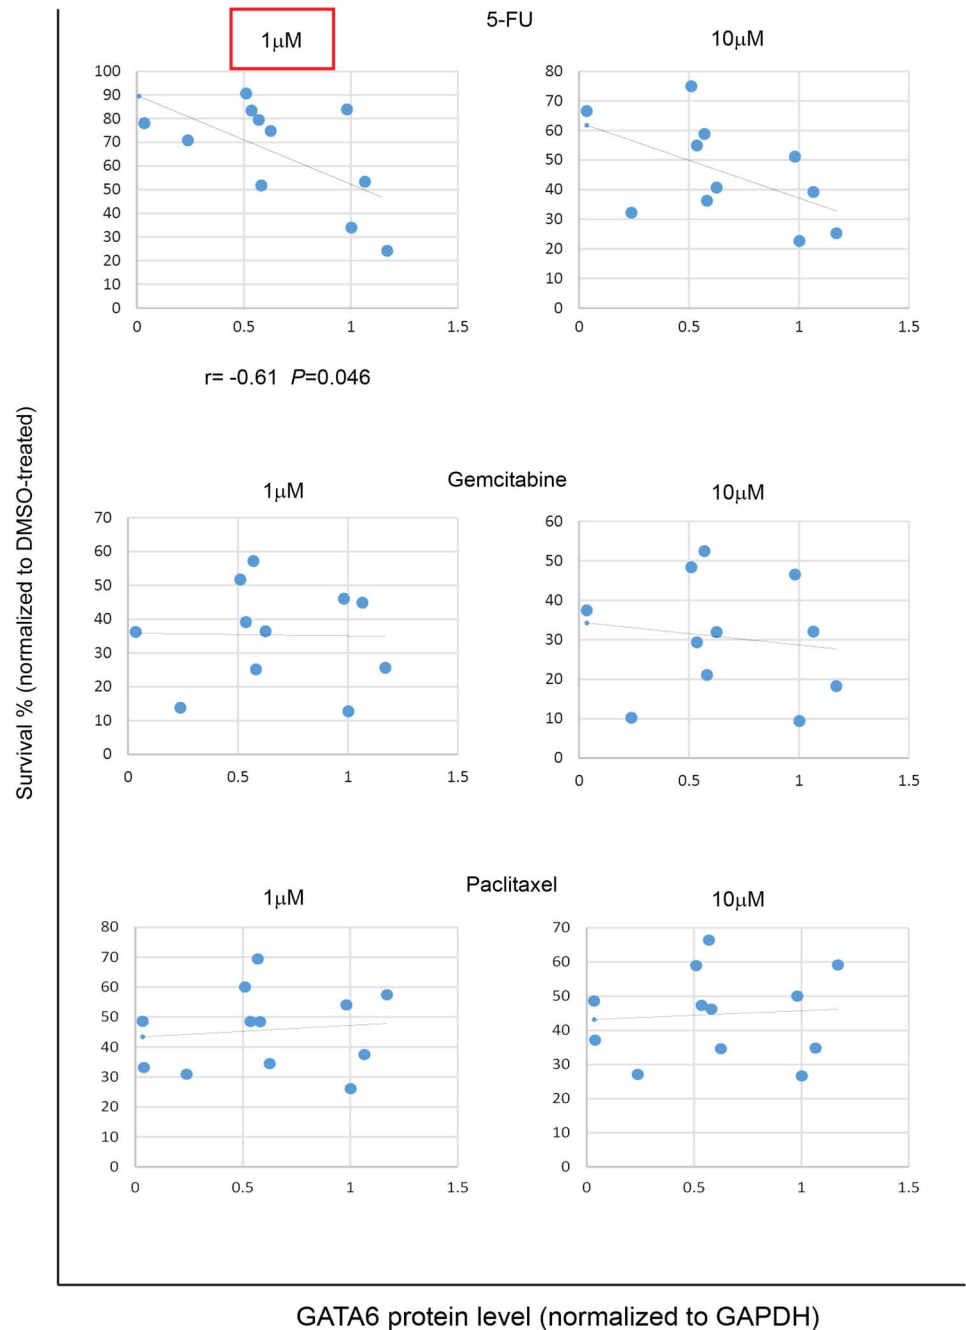 5-FU
1µM
10µM
100
90
80
70
60
50
40
30
20
10
0
0 0.5 1 1.5
80
70
60
50
40
30
20
10
0
0 0.5 1 1.5
r= -0.61 P=0.046
Survival % (normalized to DMSO-treated)
Gemcitabine
1µM
10µM
70
60
50
40
30
20
10
0
0 0.5 1 1.5
60
50
40
30
20
10
0
0 0.5 1 1.5
Paclitaxel
1µM
10µM
80
70
60
50
40
30
20
10
0
0 0.5 1 1.5
70
60
50
40
30
20
10
0
0 0.5 1 1.5
GATA6 protein level (normalized to GAPDH)